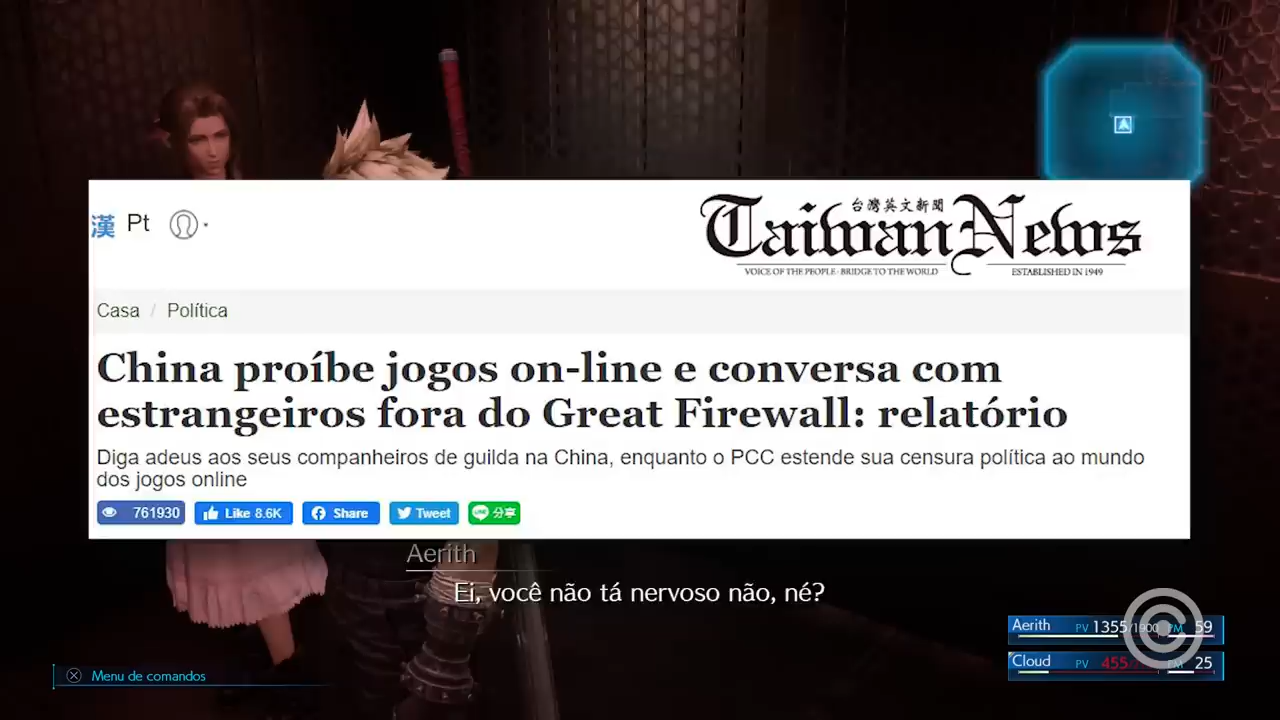 漢 Pt
台灣英文新聞
Taiwan News
VOICE OF THE PEOPLE · BRIDGE TO THE WORLD ESTABLISHED IN 1949
Casa / Política
China proíbe jogos on-line e conversa com
estrangeiros fora do Great Firewall: relatório
Diga adeus aos seus companheiros de guilda na China, enquanto o PCC estende sua censura política ao mundo
dos jogos online
761930 Like 8.6K Share Tweet LINE 分享
Aerith
Ei, você não tá nervoso não, né?
Aerith PV 1355/1900 PM 59
Cloud PV 455/ PM 25
Menu de comandos